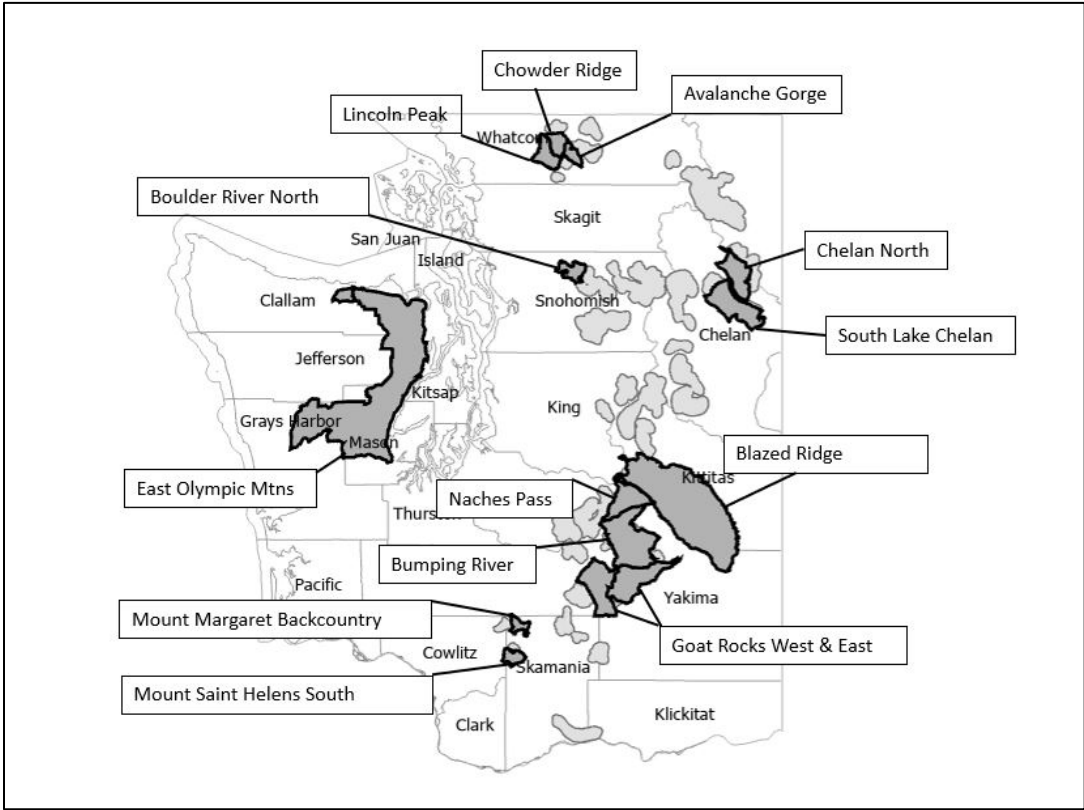 Chowder Ridge
Avalanche Gorge
Lincoln Peak
Whatcom
Boulder River North
Skagit
San Juan
Island
Chelan North
Clallam
Snohomish
Chelan
South Lake Chelan
Jefferson
Kitsap
King
Grays Harbor
Mason
Blazed Ridge
Kittitas
East Olympic Mtns
Naches Pass
Thurston
Bumping River
Pacific
Yakima
Mount Margaret Backcountry
Goat Rocks West & East
Cowlitz
Skamania
Mount Saint Helens South
Clark
Klickitat